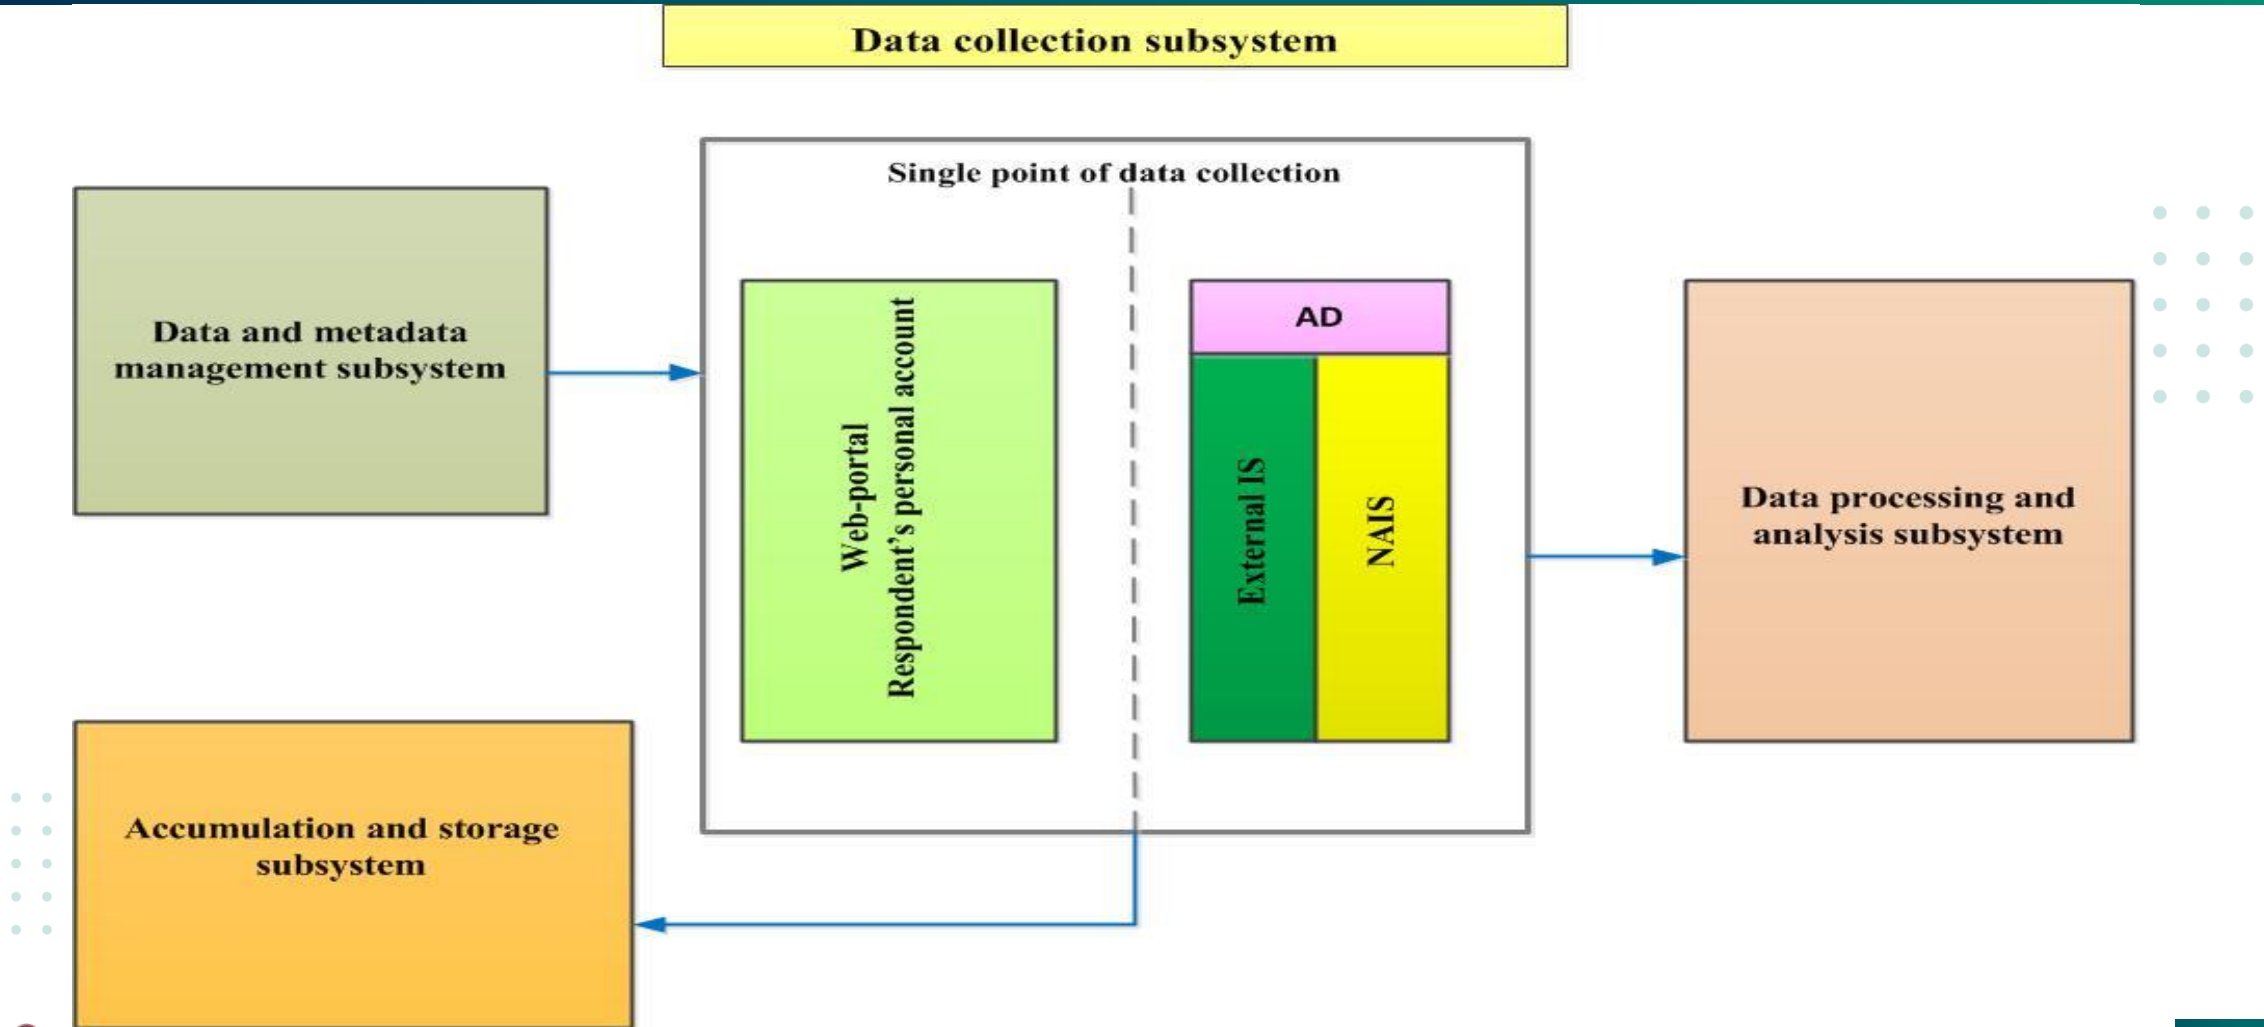 Data collection subsystem
Single point of data collection
Data and metadata
management subsystem
Web-portal
Respondent's personal account
AD
External IS
NAIS
Data processing and
analysis subsystem
Accumulation and storage
subsystem